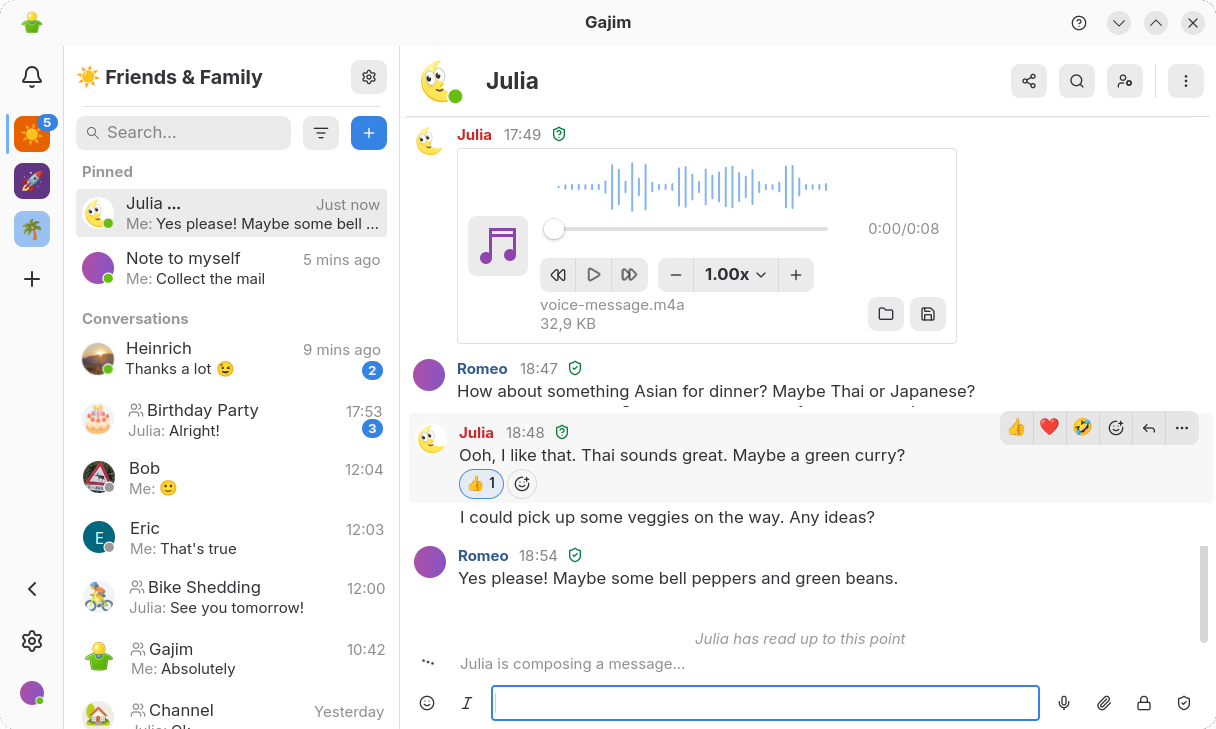 Gajim
5
Friends & Family
Search...
Pinned
Julia ...
Just now
Me: Yes please! Maybe some bell ...
Note to myself
5 mins ago
Me: Collect the mail
Conversations
Heinrich
9 mins ago
Thanks a lot 😉
2
Birthday Party
17:53
Julia: Alright!
3
Bob
12:04
Me: 🙂
E
Eric
12:03
Me: That's true
Bike Shedding
12:00
Julia: See you tomorrow!
Gajim
10:42
Me: Absolutely
Channel
Yesterday
Julia
Julia 17:49
0:00/0:08
1.00x
voice-message.m4a
32,9 KB
Romeo 18:47
How about something Asian for dinner? Maybe Thai or Japanese?
Julia 18:48
Ooh, I like that. Thai sounds great. Maybe a green curry?
👍 1
I could pick up some veggies on the way. Any ideas?
Romeo 18:54
Yes please! Maybe some bell peppers and green beans.
Julia has read up to this point
Julia is composing a message...